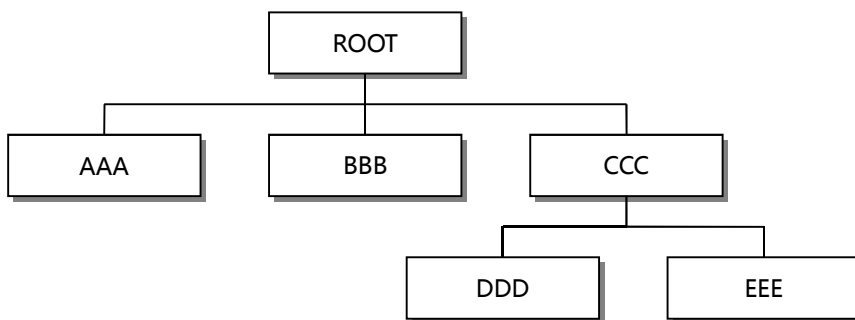 ROOT
AAA
BBB
CCC
DDD
EEE